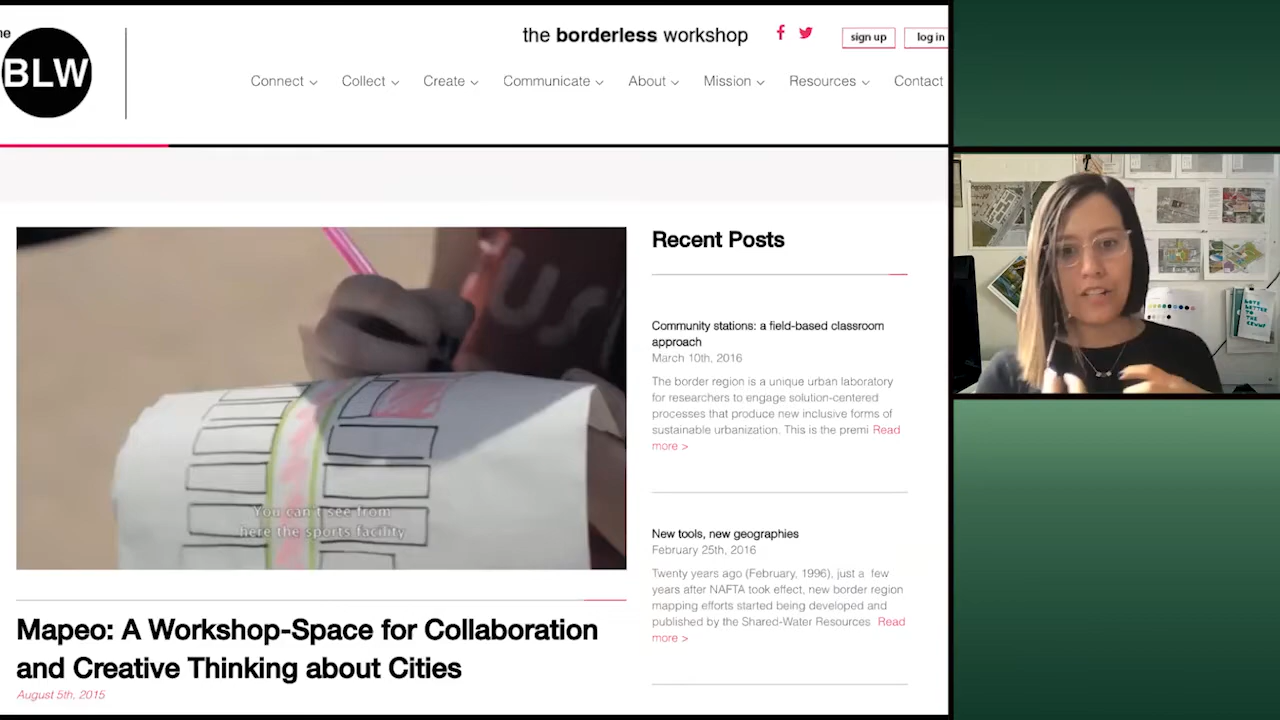 he
BLW
the borderless workshop
sign up
log in
Connect
Collect
Create
Communicate
About
Mission
Resources
Contact
You can't see from
here the sports facility
Mapeo: A Workshop-Space for Collaboration
and Creative Thinking about Cities
August 5th, 2015
Recent Posts
Community stations: a field-based classroom
approach
March 10th, 2016
The border region is a unique urban laboratory
for researchers to engage solution-centered
processes that produce new inclusive forms of
sustainable urbanization. This is the premi Read
more >
New tools, new geographies
February 25th, 2016
Twenty years ago (February, 1996), just a few
years after NAFTA took effect, new border region
mapping efforts started being developed and
published by the Shared-Water Resources Read
more >